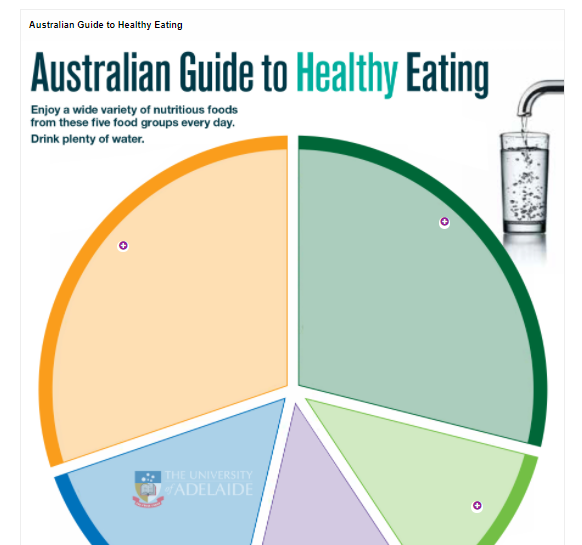 Australian Guide to Healthy Eating
Australian Guide to Healthy Eating
Enjoy a wide variety of nutritious foods
from these five food groups every day.
Drink plenty of water.
THE UNIVERSITY
of ADELAIDE